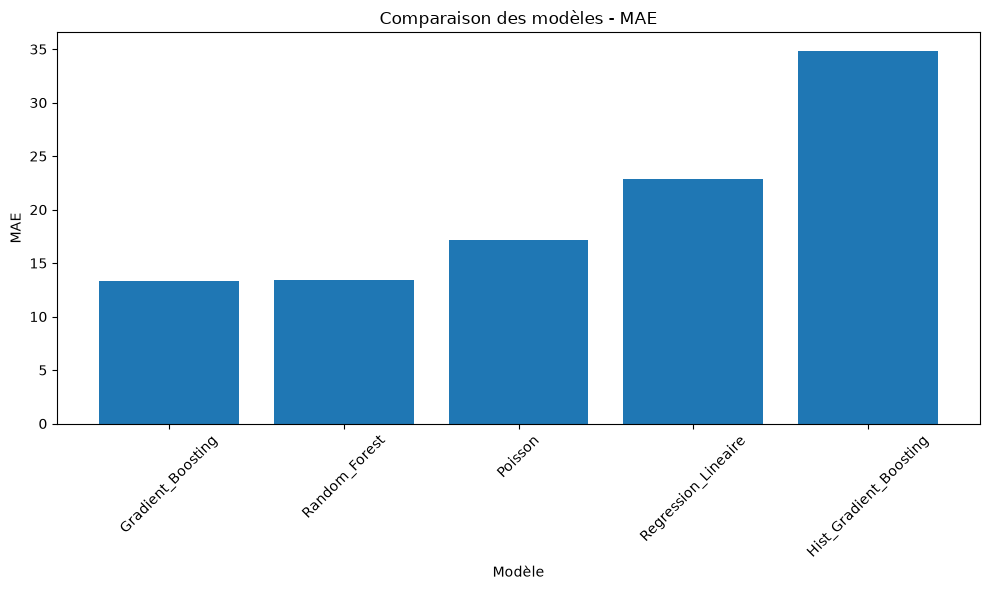 Comparaison des modèles - MAE
MAE
35
30
25
20
15
10
5
0
Gradient_Boosting
Random_Forest
Poisson
Regression_Lineaire
Hist_Gradient_Boosting
Modèle